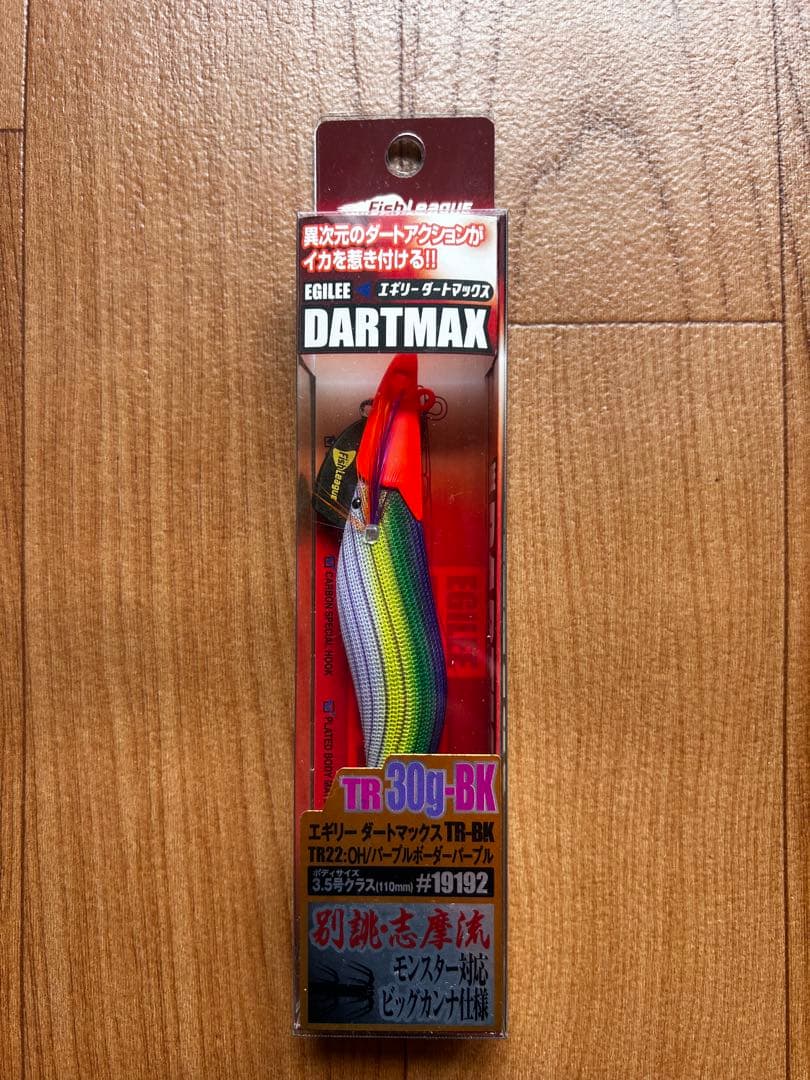 Fish League
異次元のダートアクションが
イカを惹き付ける!!
EGILEE エギリー ダートマックス
DARTMAX
Fish League
CARBON SPECIAL HOOK
EGILEE
PLATED BODY
TR 30g-BK
エギリー ダートマックス TR-BK
TR22:OH/パープルボーダーパープル
ボディサイズ
3.5号クラス(110mm) #19192
別誂・志摩流
モンスター対応
ビッグカンナ仕様